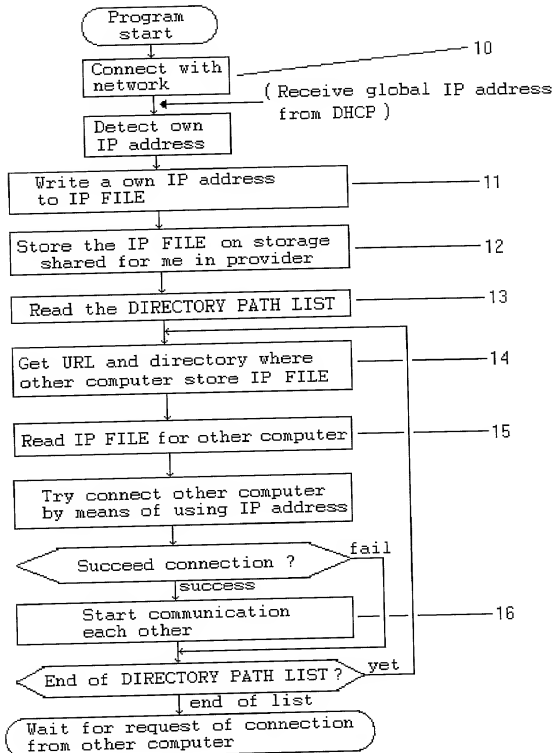 Program
start
Connect with
network
10
( Receive global IP address
from DHCP )
Detect own
IP address
Write a own IP address
to IP FILE
11
Store the IP FILE on storage
shared for me in provider
12
Read the DIRECTORY PATH LIST
13
Get URL and directory where
other computer store IP FILE
14
Read IP FILE for other computer
15
Try connect other computer
by means of using IP address
Succeed connection ?
fail
success
Start communication
each other
16
End of DIRECTORY PATH LIST ?
yet
end of list
Wait for request of connection
from other computer